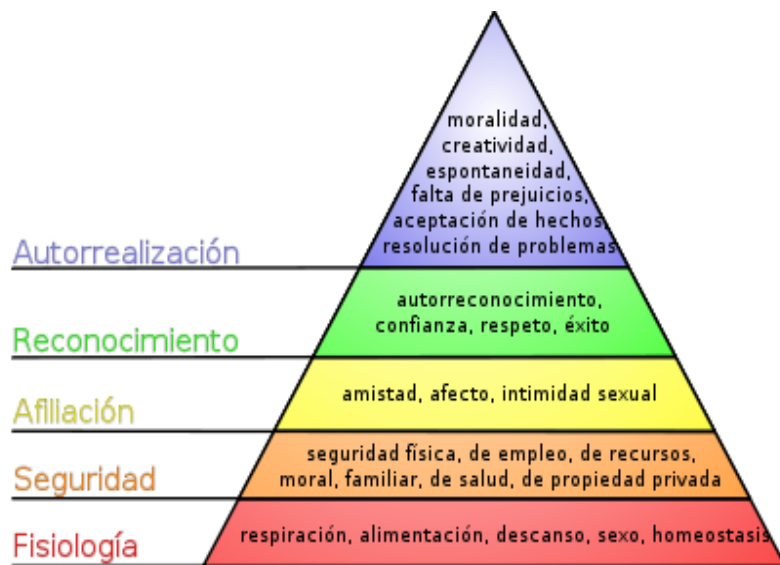 moralidad,
creatividad,
espontaneidad,
falta de prejuicios,
aceptación de hechos,
resolución de problemas
Autorrealización
autorreconocimiento,
confianza, respeto, éxito
Reconocimiento
amistad, afecto, intimidad sexual
Afiliación
seguridad física, de empleo, de recursos,
moral, familiar, de salud, de propiedad privada
Seguridad
respiración, alimentación, descanso, sexo, homeostasis
Fisiología